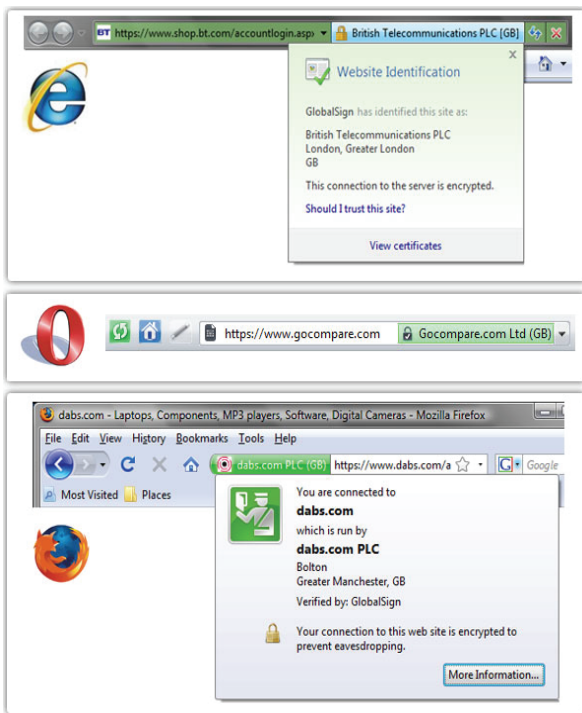 BT https://www.shop.bt.com/accountlogin.asp British Telecommunications PLC [GB]
Website Identification
GlobalSign has identified this site as:
British Telecommunications PLC
London, Greater London
GB
This connection to the server is encrypted.
Should I trust this site?
View certificates
https://www.gocompare.com Gocompare.com Ltd (GB)
dabs.com - Laptops, Components, MP3 players, Software, Digital Cameras - Mozilla Firefox
File Edit View History Bookmarks Tools Help
dabs.com PLC (GB) https://www.dabs.com/a G Google
Most Visited Places
You are connected to
dabs.com
which is run by
dabs.com PLC
Bolton
Greater Manchester, GB
Verified by: GlobalSign
Your connection to this web site is encrypted to
prevent eavesdropping.
More Information...